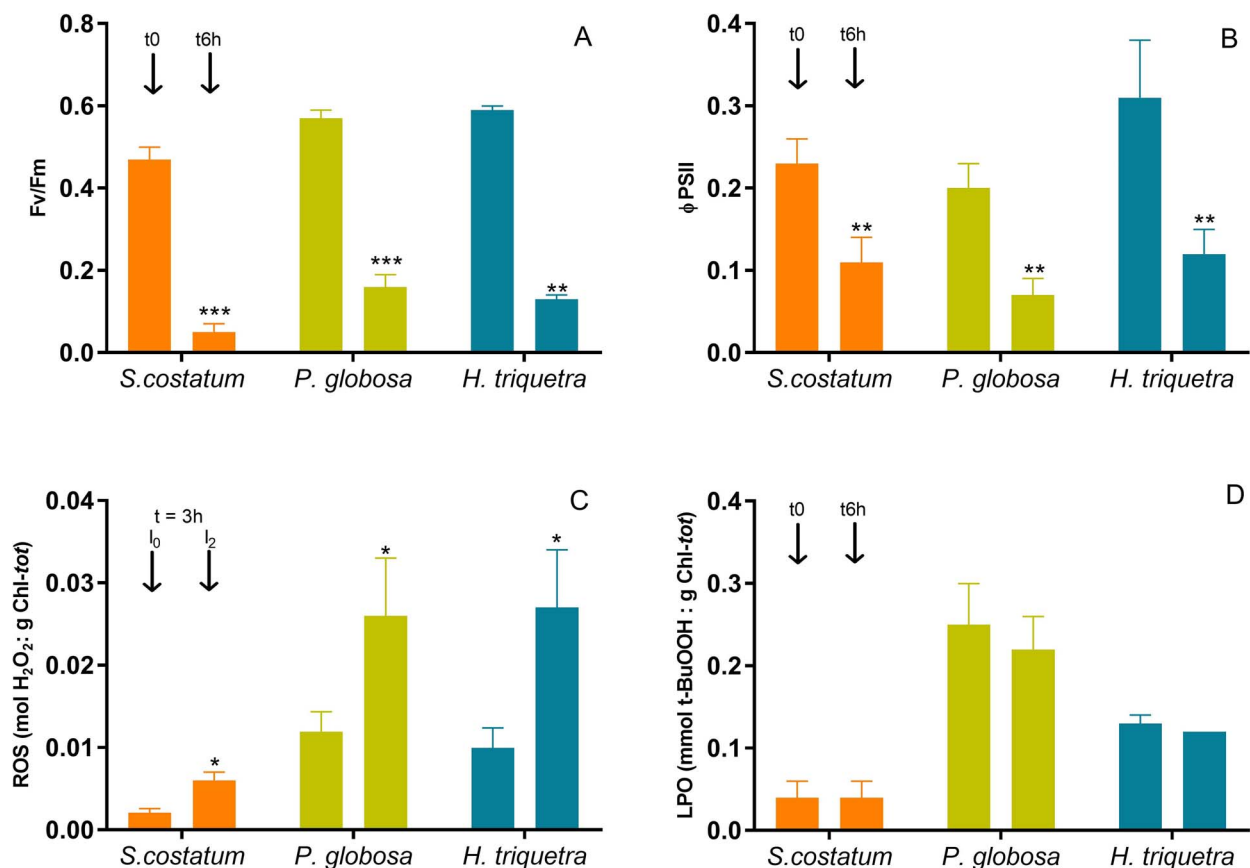 A
t0 t6h
Fv/Fm
0.8
0.6
0.4
0.2
0.0
***
***
**
S.costatum P. globosa H. triquetra
B
t0 t6h
ϕ PSII
0.4
0.3
0.2
0.1
0.0
**
**
**
S.costatum P. globosa H. triquetra
C
t = 3h
I₀ I₂
ROS (mol H₂O₂: g Chl-tot)
0.04
0.03
0.02
0.01
0.00
*
*
*
S.costatum P. globosa H. triquetra
D
t0 t6h
LPO (mmol t-BuOOH : g Chl-tot)
0.4
0.3
0.2
0.1
0.0
S.costatum P. globosa H. triquetra